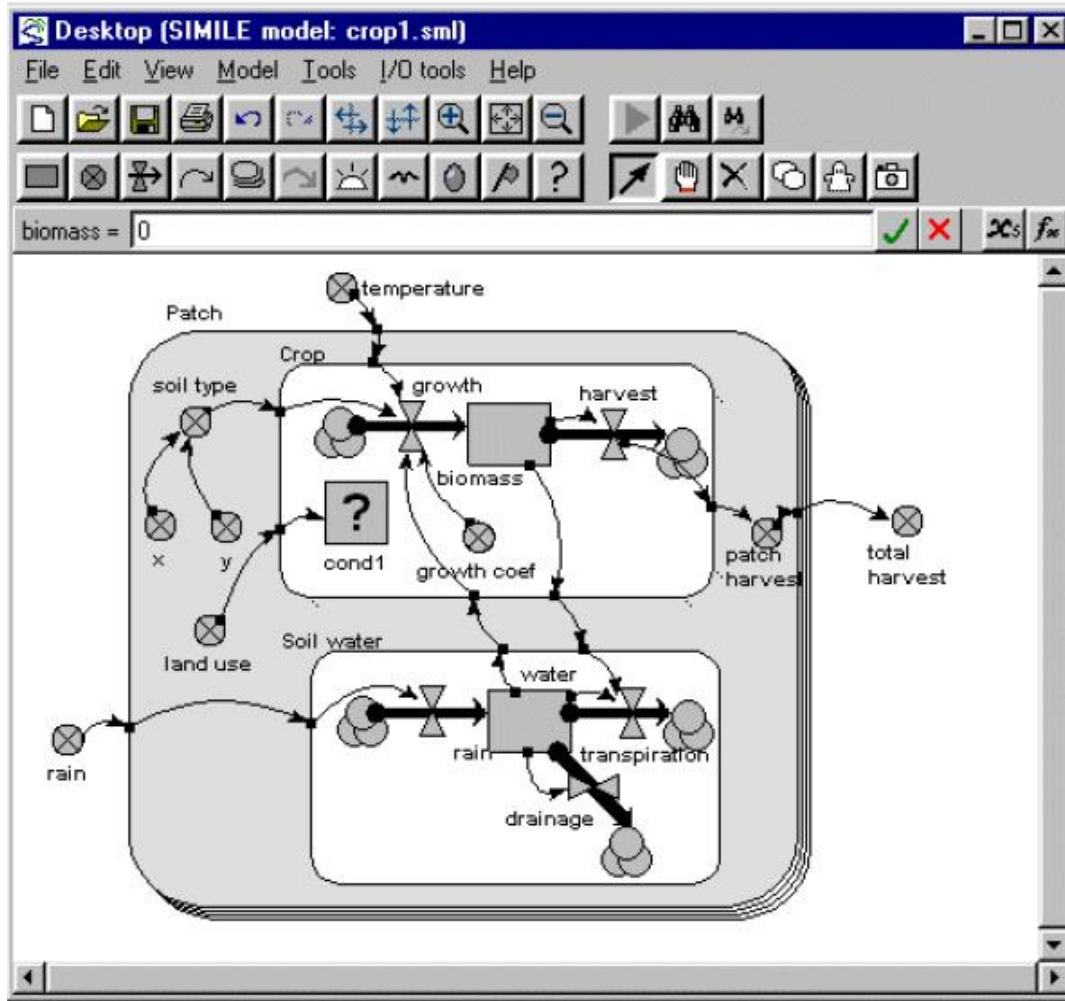 Desktop (SIMILE model: crop1.sml)
File Edit View Model Tools I/O tools Help
?
biomass = 0
temperature
Patch
Crop
soil type
growth
harvest
biomass
?
x
y
cond1
growth coef
patch
harvest
total
harvest
land use
Soil water
water
rain
transpiration
rain
drainage